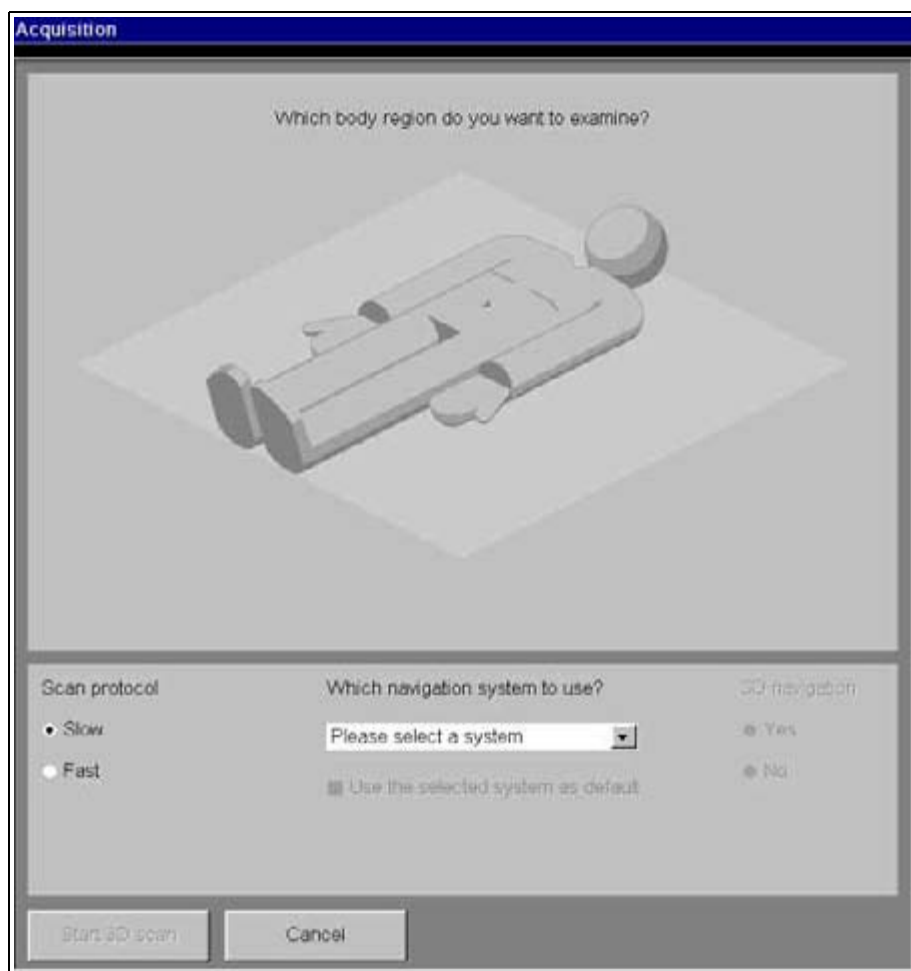 Acquisition
Which body region do you want to examine?
Scan protocol
Which navigation system to use?
3D navigation
Slow
Please select a system
Yes
Fast
Use the selected system as default
No
Start 3D scan
Cancel